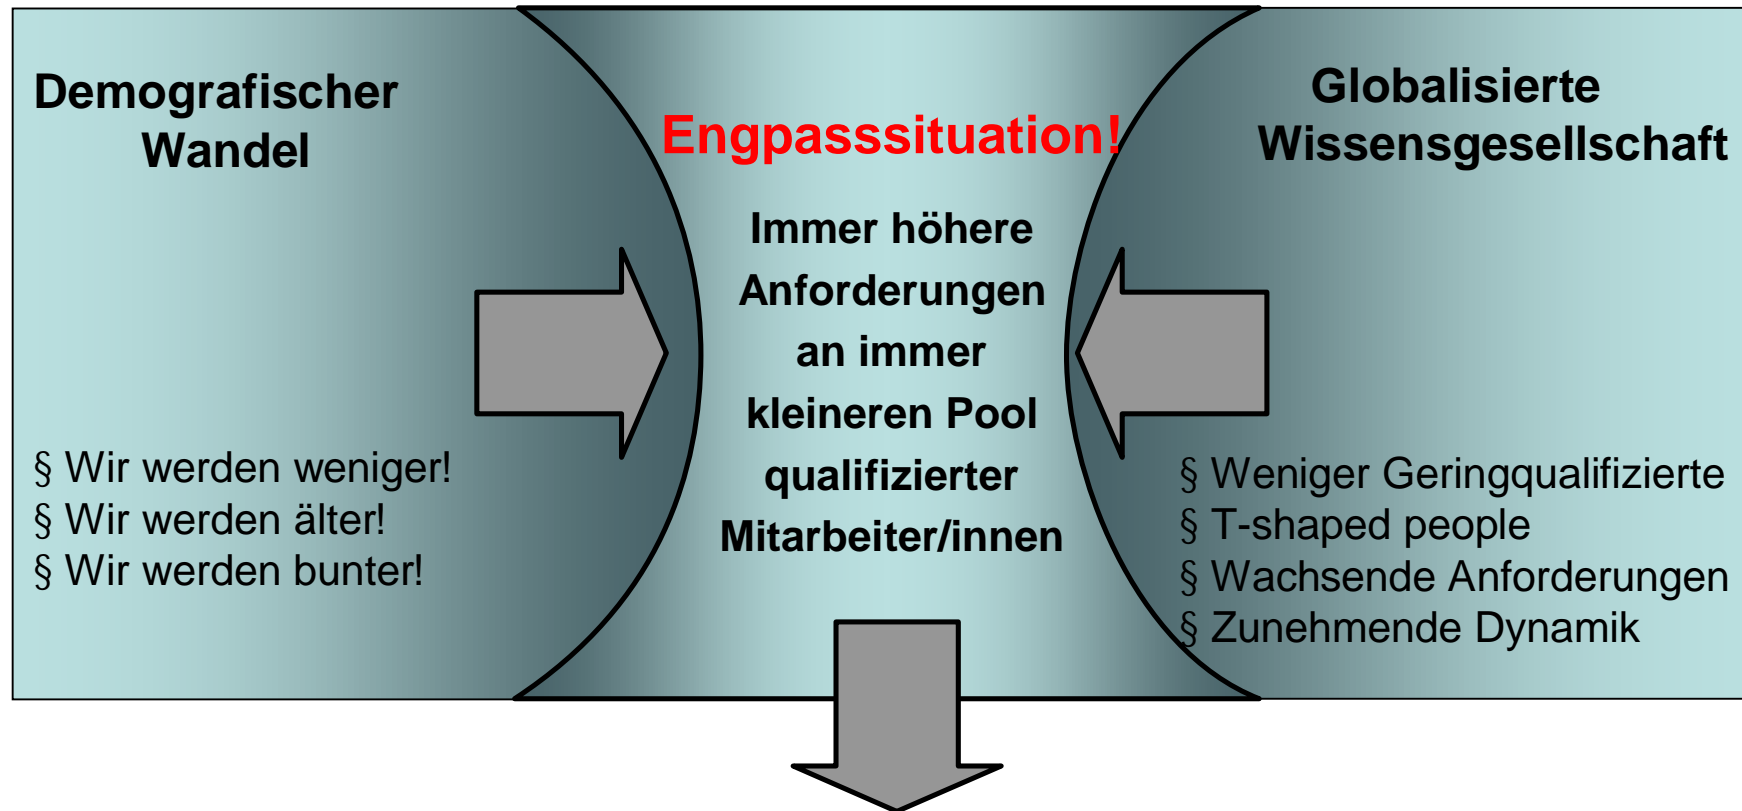 Demografischer
Wandel
§ Wir werden weniger!
§ Wir werden älter!
§ Wir werden bunter!
Engpasssituation!
Immer höhere
Anforderungen
an immer
kleineren Pool
qualifizierter
Mitarbeiter/innen
Globalisierte
Wissensgesellschaft
§ Weniger Geringqualifizierte
§ T-shaped people
§ Wachsende Anforderungen
§ Zunehmende Dynamik